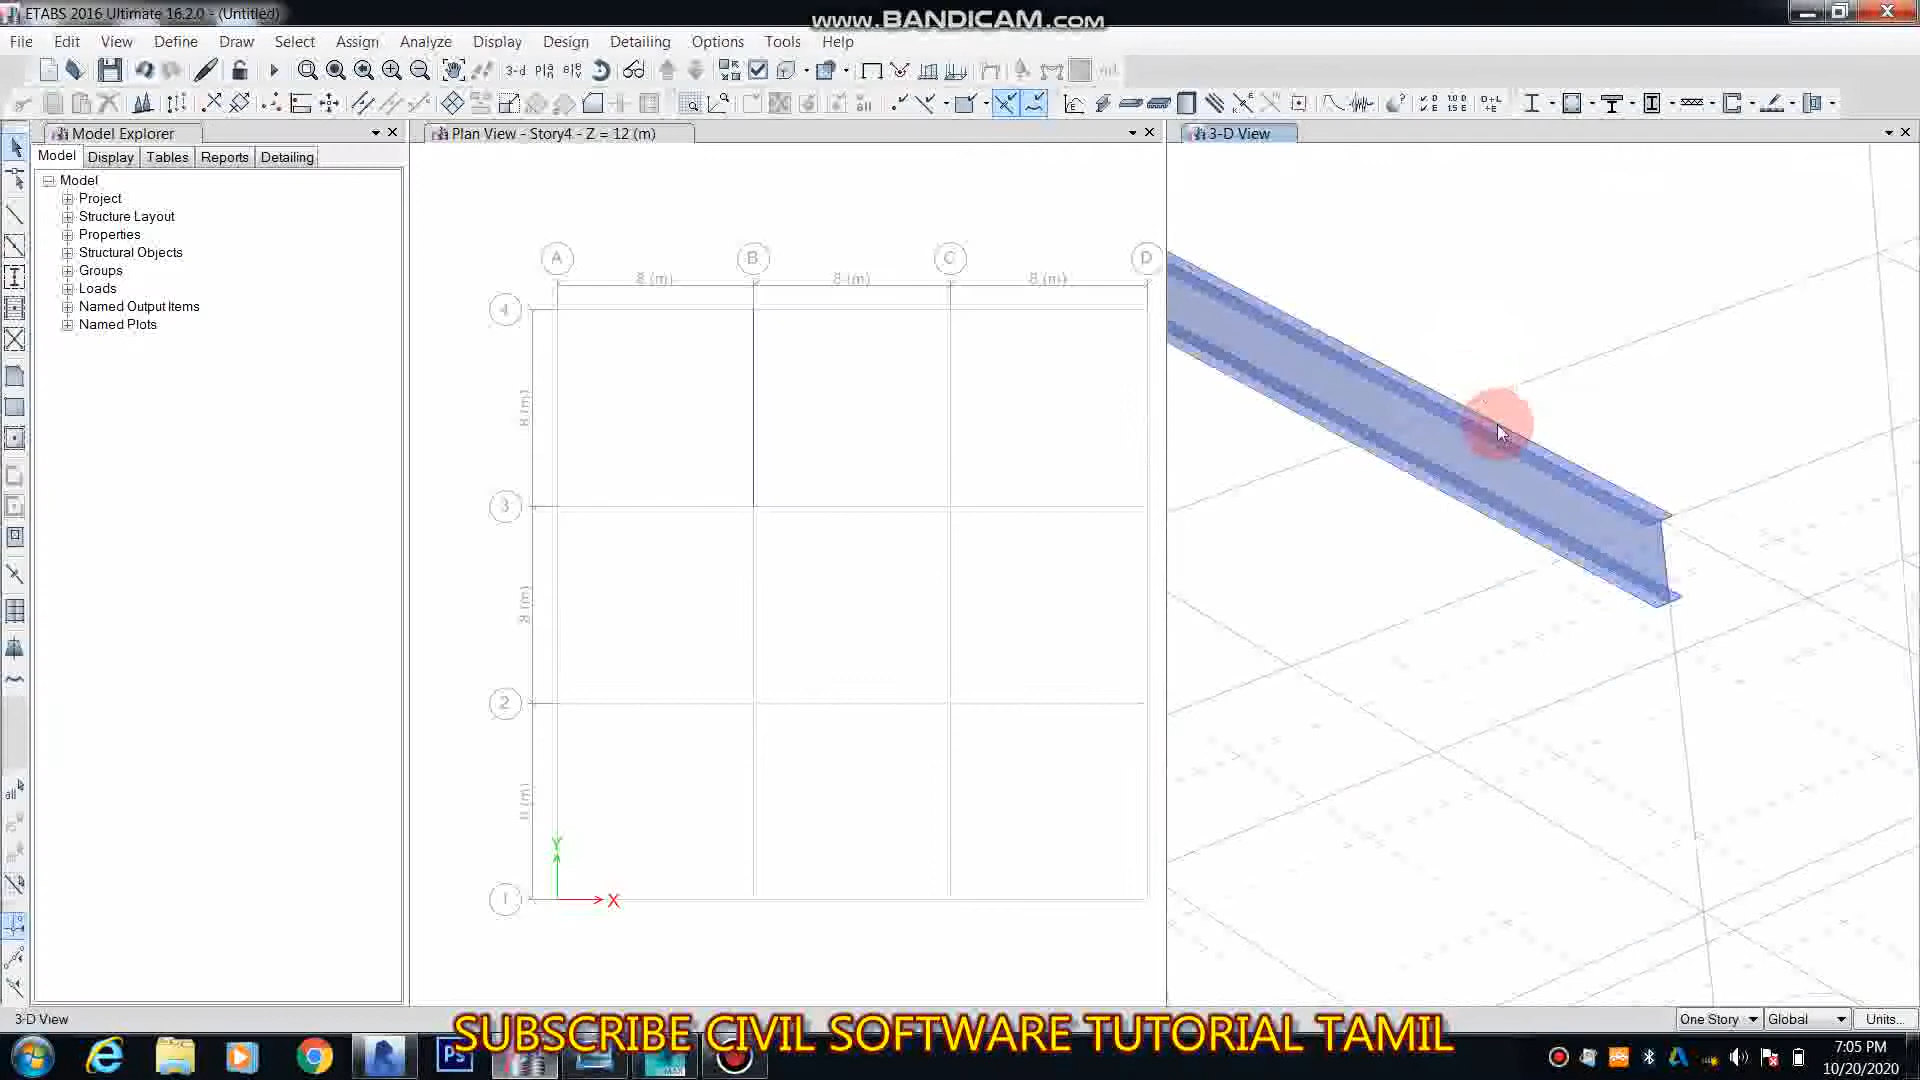 ETABS 2016 Ultimate 16.2.0 - (Untitled)
www.BANDICAM.com
File Edit View Define Draw Select Assign Analyze Display Design Detailing Options Tools Help
Model Explorer
Plan View - Story4 - Z = 12 (m)
3-D View
Model Display Tables Reports Detailing
Model
Project
Structure Layout
Properties
Structural Objects
Groups
Loads
Named Output Items
Named Plots
A B C D
8 (m) 8 (m) 8 (m)
4
8 (m)
3
8 (m)
2
8 (m)
Y
1
X
3-D View
One Story Global Units...
SUBSCRIBE CIVIL SOFTWARE TUTORIAL TAMIL
7:05 PM
10/20/2020